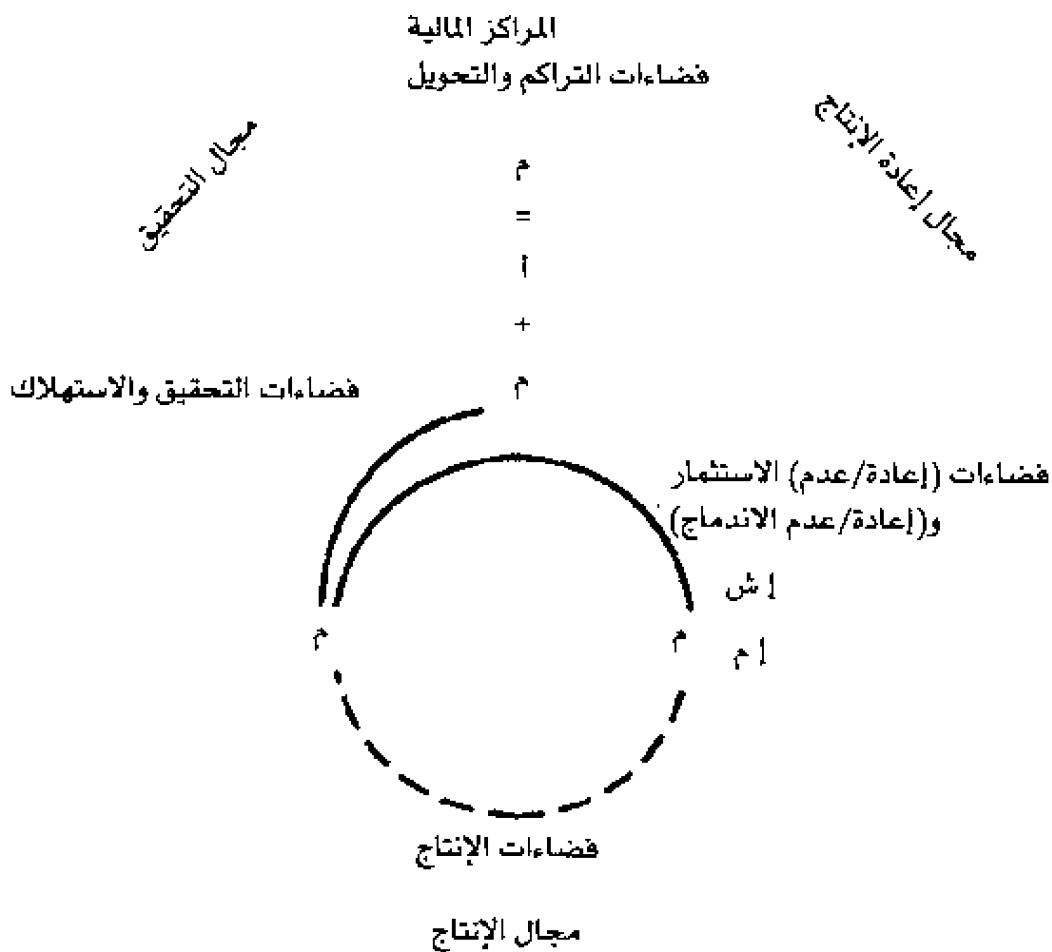 المراكز المالية
فضاءات التراكم والتحويل
مجال إعادة الإنتاج
مجال التحقيق
م
=
أ
+
م
فضاءات التحقيق والاستهلاك
فضاءات (إعادة/عدم) الاستثمار
و((إعادة/عدم الاندماج)
إ ش
م
م
إ م
فضاءات الإنتاج
مجال الإنتاج